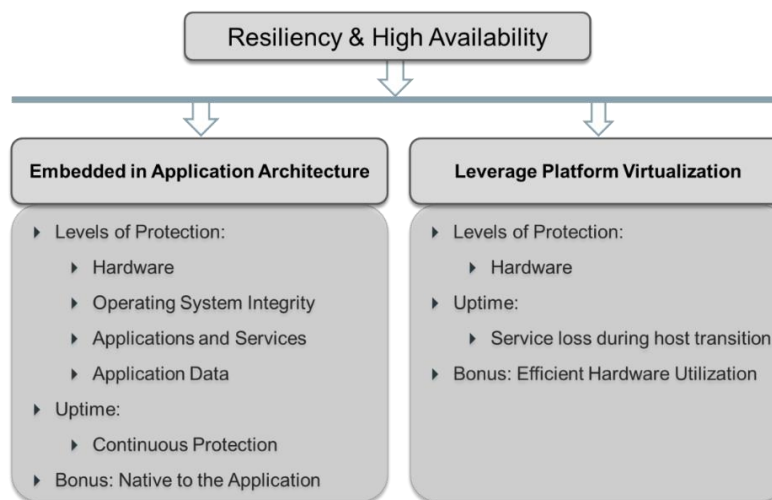 Resiliency & High Availability
Embedded in Application Architecture
Levels of Protection:
Hardware
Operating System Integrity
Applications and Services
Application Data
Uptime:
Continuous Protection
Bonus: Native to the Application
Leverage Platform Virtualization
Levels of Protection:
Hardware
Uptime:
Service loss during host transition
Bonus: Efficient Hardware Utilization